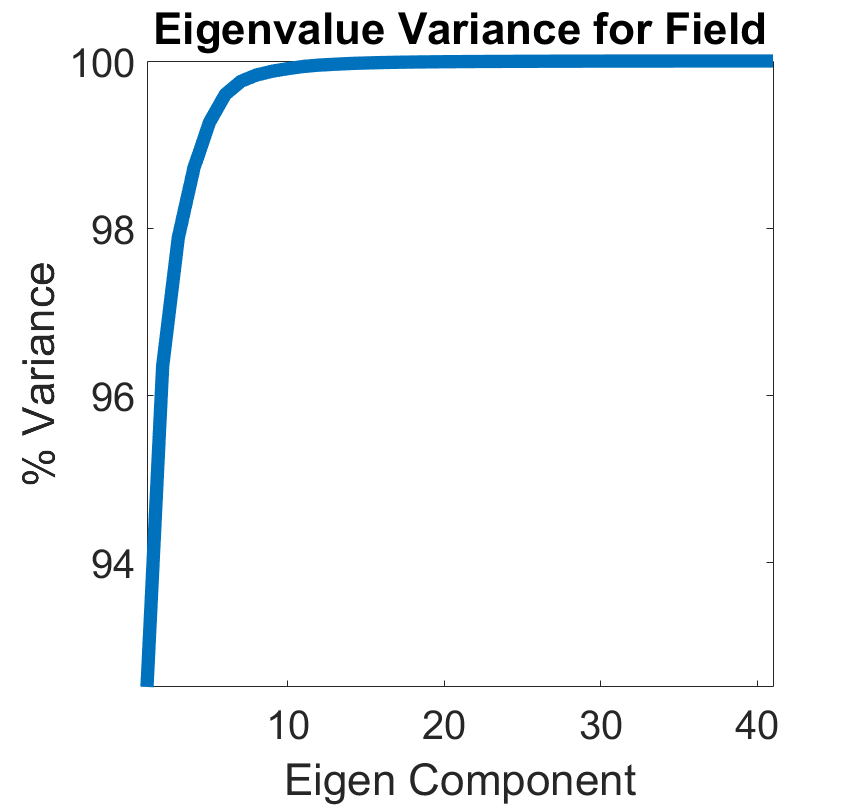 Eigenvalue Variance for Field
100
98
96
94
% Variance
10 20 30 40
Eigen Component